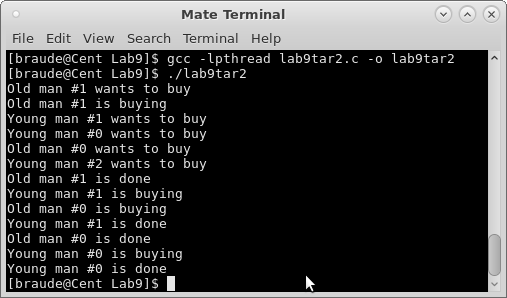 Mate Terminal
File Edit View Search Terminal Help
[braude@Cent Lab9]$ gcc -lpthread lab9tar2.c -o lab9tar2
[braude@Cent Lab9]$ ./lab9tar2
Old man #1 wants to buy
Old man #1 is buying
Young man #1 wants to buy
Young man #0 wants to buy
Old man #0 wants to buy
Young man #2 wants to buy
Old man #1 is done
Young man #1 is buying
Old man #0 is buying
Young man #1 is done
Old man #0 is done
Young man #0 is buying
Young man #0 is done
[braude@Cent Lab9]$